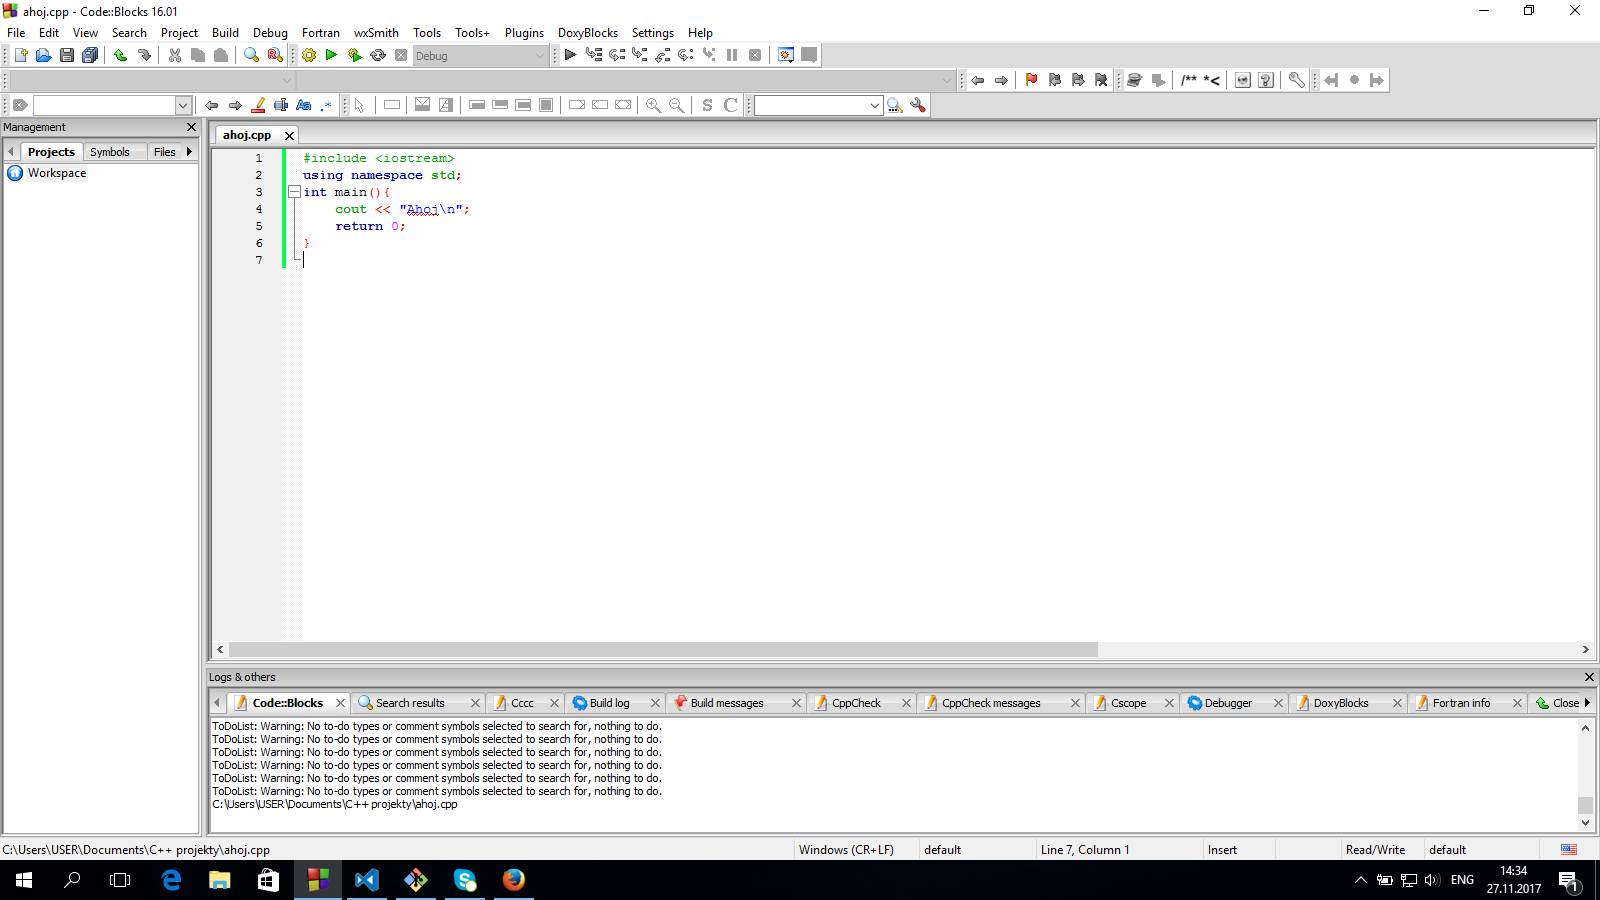 ahoj.cpp - Code::Blocks 16.01
File Edit View Search Project Build Debug Fortran wxSmith Tools Tools+ Plugins DoxyBlocks Settings Help
Debug
/** *<
Aa .*
S C
Management
Projects Symbols Files
Workspace
ahoj.cpp
1 #include <iostream>
2 using namespace std;
3 int main(){
4 cout << "Ahoj\n";
5 return 0;
6 }
7
Logs & others
Code::Blocks Search results Cccc Build log Build messages CppCheck CppCheck messages Cscope Debugger DoxyBlocks Fortran info Close
ToDoList: Warning: No to-do types or comment symbols selected to search for, nothing to do.
ToDoList: Warning: No to-do types or comment symbols selected to search for, nothing to do.
ToDoList: Warning: No to-do types or comment symbols selected to search for, nothing to do.
ToDoList: Warning: No to-do types or comment symbols selected to search for, nothing to do.
ToDoList: Warning: No to-do types or comment symbols selected to search for, nothing to do.
ToDoList: Warning: No to-do types or comment symbols selected to search for, nothing to do.
C:\Users\USER\Documents\C++ projekty\ahoj.cpp
C:\Users\USER\Documents\C++ projekty\ahoj.cpp Windows (CR+LF) default Line 7, Column 1 Insert Read/Write default
ENG 14:34
27.11.2017
1